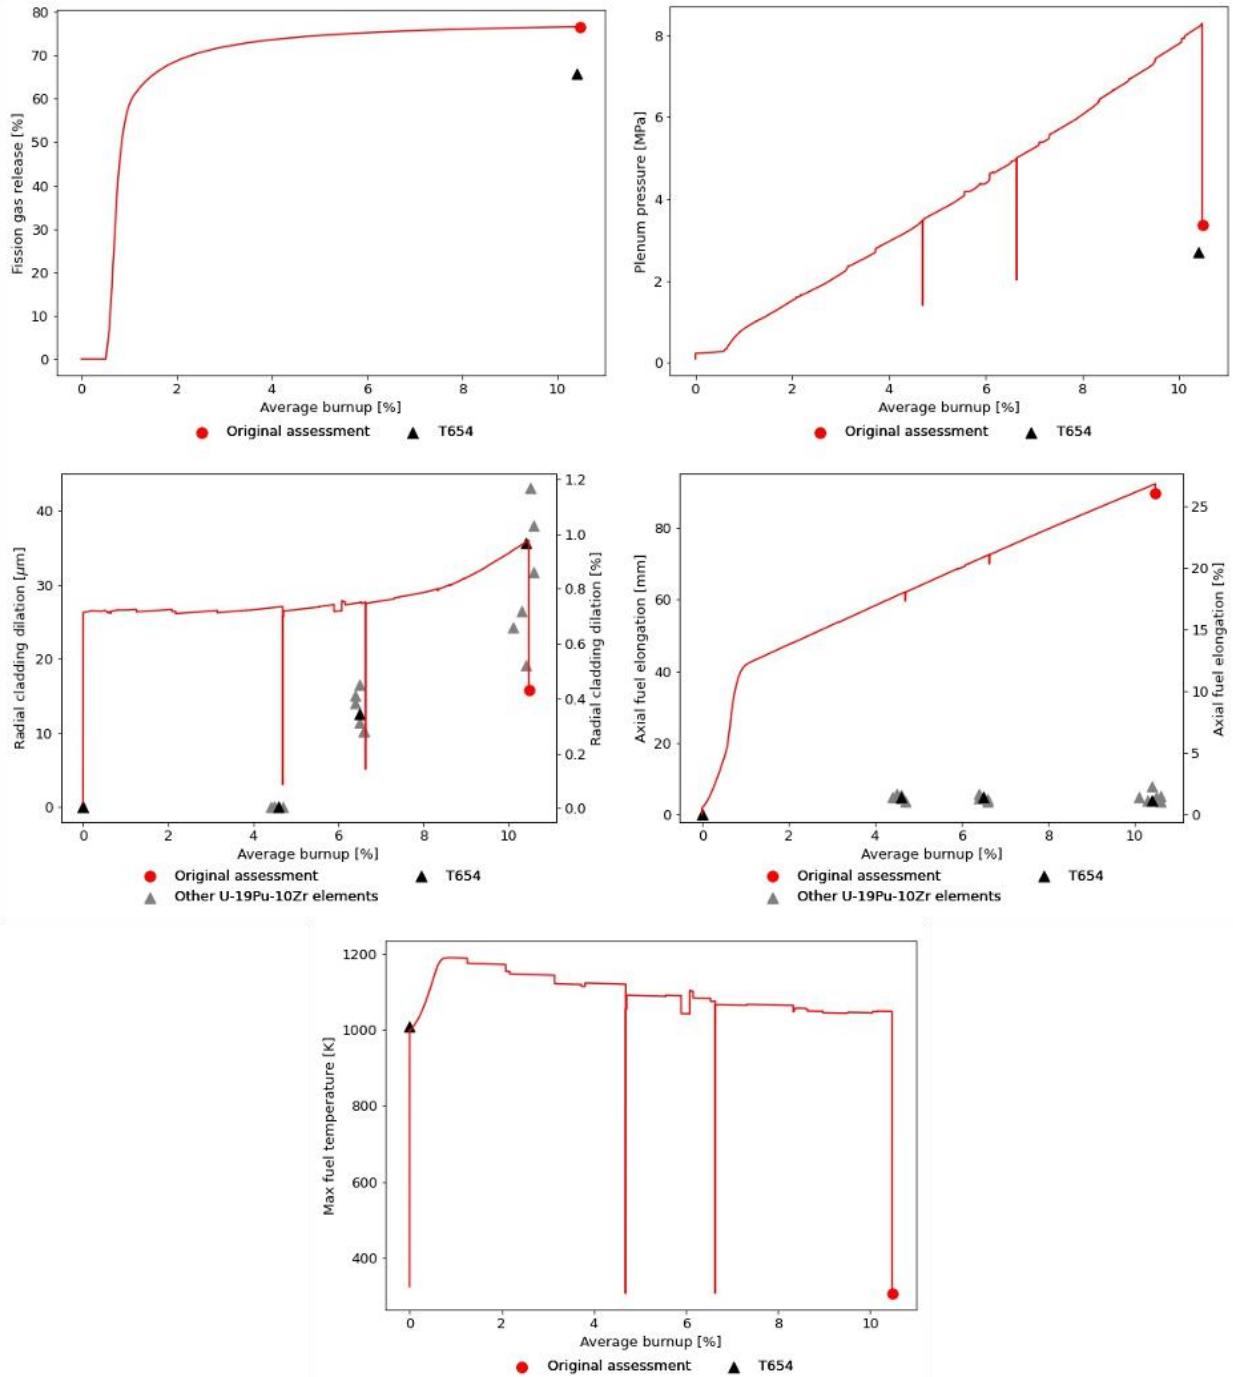 80
70
60
50
40
30
20
10
0
Fission gas release [%]
0 2 4 6 8 10
Average burnup [%]
Original assessment T654
8
6
4
2
0
Plenum pressure [MPa]
0 2 4 6 8 10
Average burnup [%]
Original assessment T654
40
30
20
10
0
Radial cladding dilation [μm]
1.2
1.0
0.8
0.6
0.4
0.2
0.0
Radial cladding dilation [%]
0 2 4 6 8 10
Average burnup [%]
Original assessment T654
Other U-19Pu-10Zr elements
80
60
40
20
0
Axial fuel elongation [mm]
25
20
15
10
5
0
Axial fuel elongation [%]
0 2 4 6 8 10
Average burnup [%]
Original assessment T654
Other U-19Pu-10Zr elements
1200
1000
800
600
400
Max fuel temperature [K]
0 2 4 6 8 10
Average burnup [%]
Original assessment T654